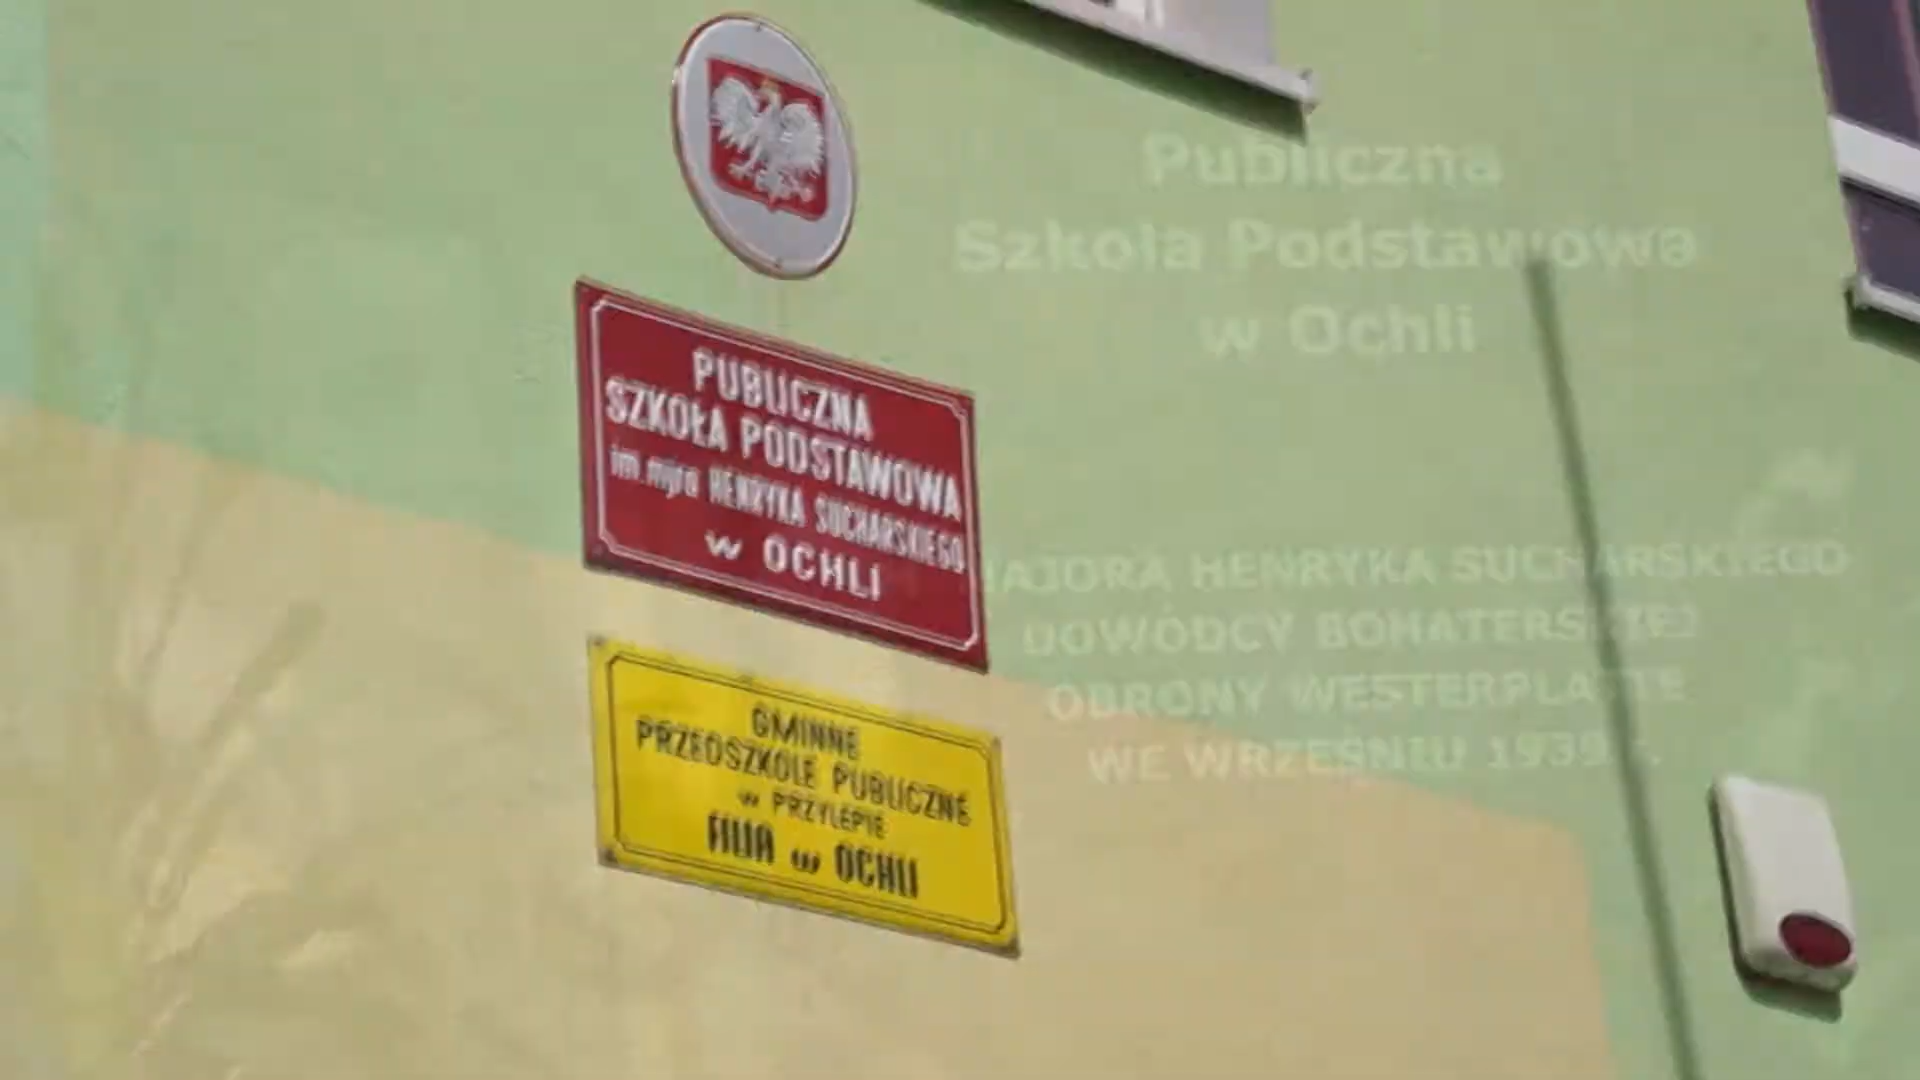 PUBLICZNA
SZKOŁA PODSTAWOWA
im. mjra HENRYKA SUCHARSKIEGO
w OCHLI
GMINNE
PRZEDSZKOLE PUBLICZNE
w PRZYLEPIE
FILIA w OCHLI
Publiczna
Szkoła Podstawowa
w Ochli
MAJORA HENRYKA SUCHARSKIEGO
DOWÓDCY BOHATERSKIEJ
OBRONY WESTERPLATTE
WE WRZEŚNIU 1939